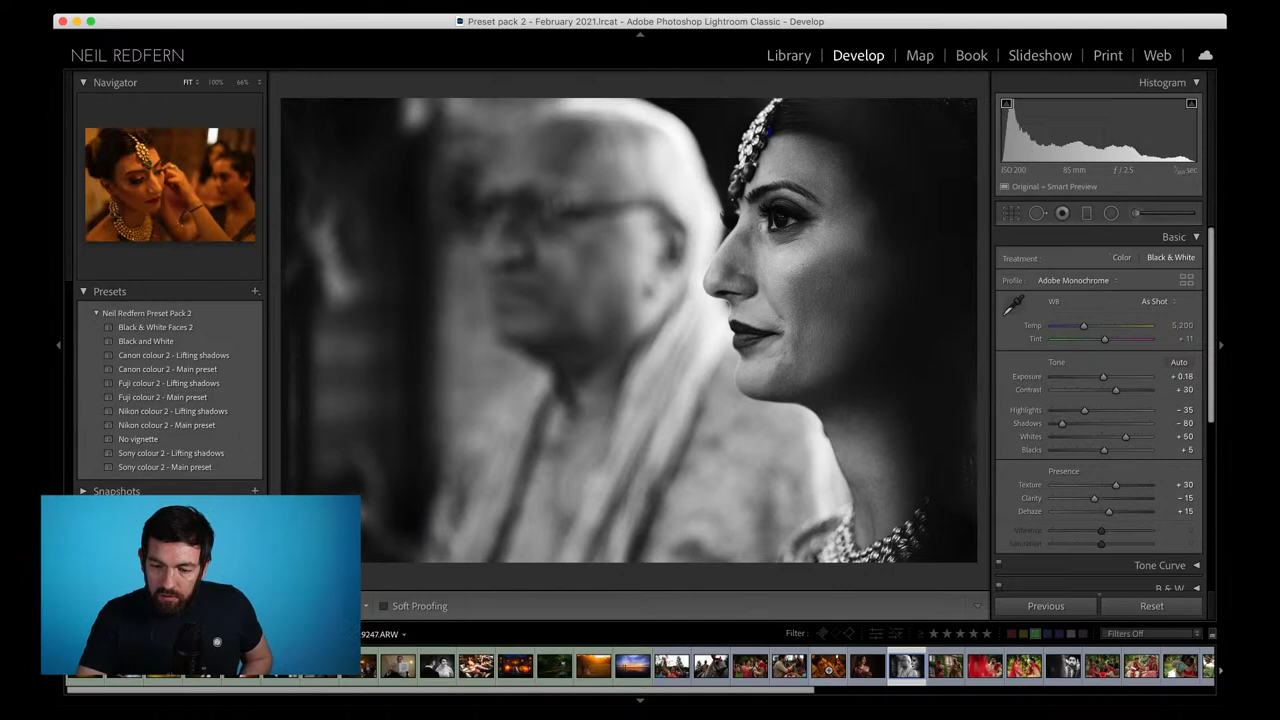 Preset pack 2 - February 2021.lrcat - Adobe Photoshop Lightroom Classic - Develop
NEIL REDFERN
Library | Develop | Map | Book | Slideshow | Print | Web
Navigator
FIT
100%
66%
Presets
Neil Redfern Preset Pack 2
Black & White Faces 2
Black and White
Canon colour 2 - Lifting shadows
Canon colour 2 - Main preset
Fuji colour 2 - Lifting shadows
Fuji colour 2 - Main preset
Nikon colour 2 - Lifting shadows
Nikon colour 2 - Main preset
No vignette
Sony colour 2 - Lifting shadows
Sony colour 2 - Main preset
Snapshots
Histogram
ISO 200
85 mm
ƒ / 2.5
sec
Original + Smart Preview
Basic
Treatment :
Color
Black & White
Profile :
Adobe Monochrome
WB :
As Shot
Temp
5,200
Tint
+ 11
Tone
Auto
Exposure
+ 0.18
Contrast
+ 30
Highlights
- 35
Shadows
- 80
Whites
+ 50
Blacks
+ 5
Presence
Texture
+ 30
Clarity
- 15
Dehaze
+ 15
Vibrance
Saturation
Tone Curve
B & W
Previous
Reset
Soft Proofing
9247.ARW
Filter :
Filters Off